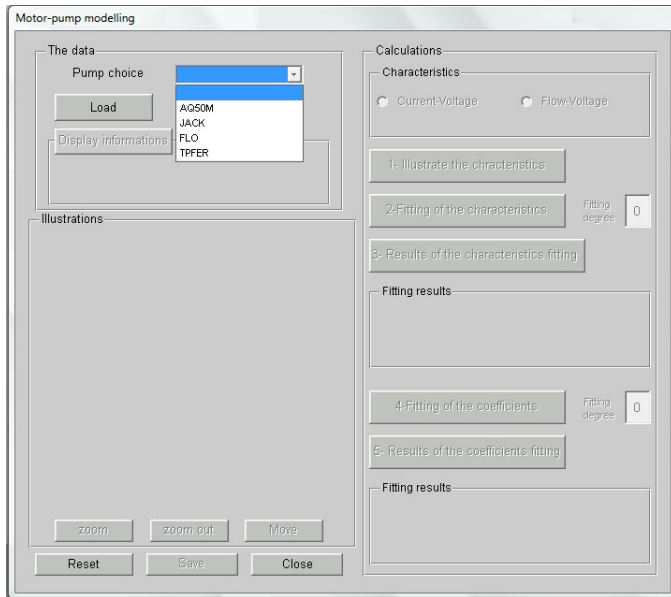 Motor-pump modelling
The data
Pump choice
AQ50M
JACK
FLO
TPFER
Load
Display informations
Illustrations
zoom
zoom out
Move
Reset
Save
Close
Calculations
Characteristics
Current-Voltage
Flow-Voltage
1- Illustrate the chracteristics
2-Fitting of the characteristics
Fitting
degree
0
3- Results of the characteristics fitting
Fitting results
4-Fitting of the coefficients
Fitting
degree
0
5- Results of the coefficients fitting
Fitting results